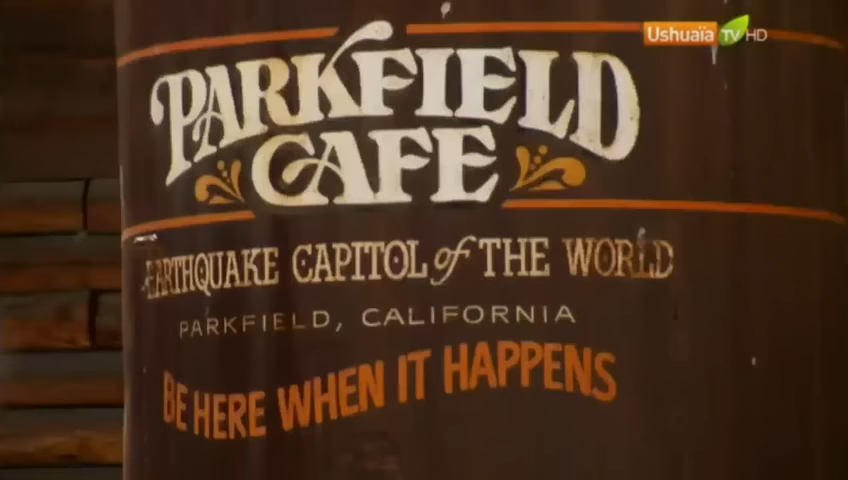 Ushuaïa TV HD
PARKFIELD
CAFE
EARTHQUAKE CAPITOL of THE WORLD
PARKFIELD, CALIFORNIA
BE HERE WHEN IT HAPPENS